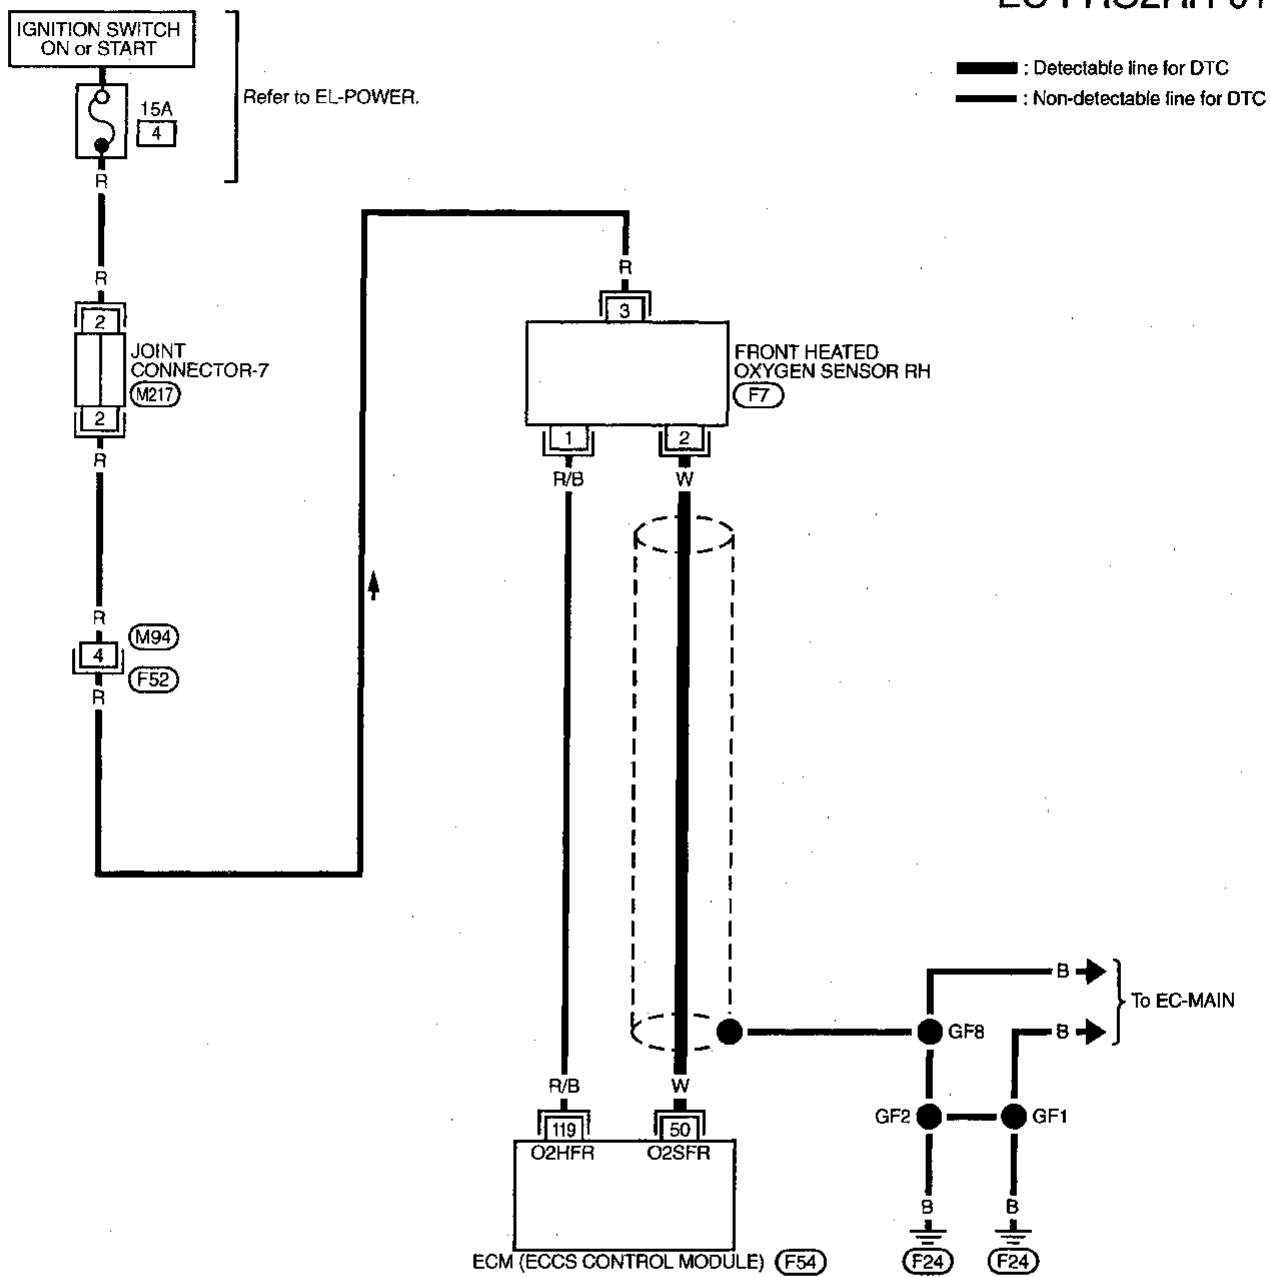 IGNITION SWITCH
ON or START
15A
4
Refer to EL-POWER.
: Detectable line for DTC
: Non-detectable line for DTC
R
R
2
JOINT
CONNECTOR-7
M217
2
R
R
4
M94
F52
R
R
3
FRONT HEATED
OXYGEN SENSOR RH
F7
1
2
R/B
W
B
To EC-MAIN
B
GF8
GF2
GF1
R/B
W
119
50
O2HFR
O2SFR
B
B
ECM (ECCS CONTROL MODULE)
F54
F24
F24